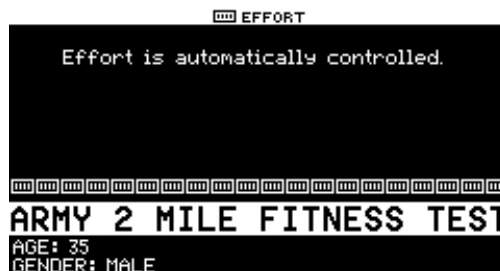 EFFORT
Effort is automatically controlled.
ARMY 2 MILE FITNESS TEST
AGE: 35
GENDER: MALE